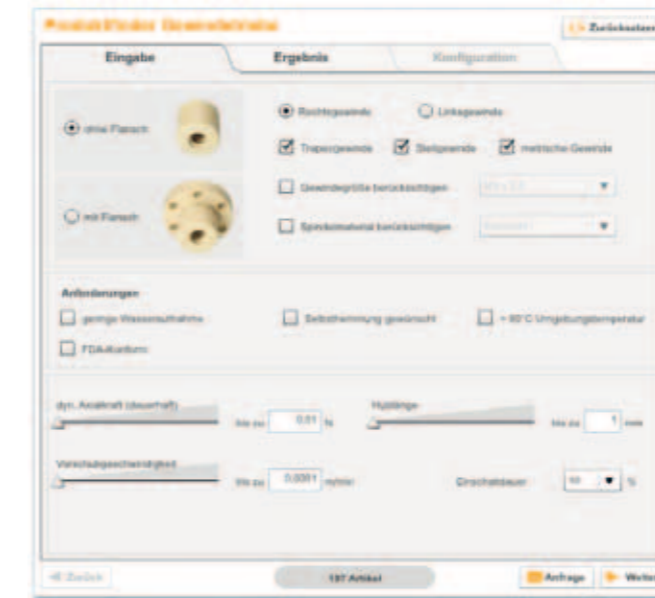 Produktfinder Gewindetriebe
Zurücksetzen
Eingabe Ergebnis Konfiguration
ohne Flansch
Rechtsgewinde Linksgewinde
Trapezgewinde Steilgewinde metrische Gewinde
Gewindegröße berücksichtigen
mit Flansch
Spindelmaterial berücksichtigen
Anforderungen
geringe Wasseraufnahme Selbsthemmung gewünscht > 80°C Umgebungstemperatur
FDA-Konform
dyn. Axialkraft (dauerhaft) Hublänge
bis zu 0,01 N bis zu 1 mm
Vorschubgeschwindigkeit
bis zu 0,0001 m/min Einschaltdauer %
Zurück 197 Artikel Anfrage Weiter